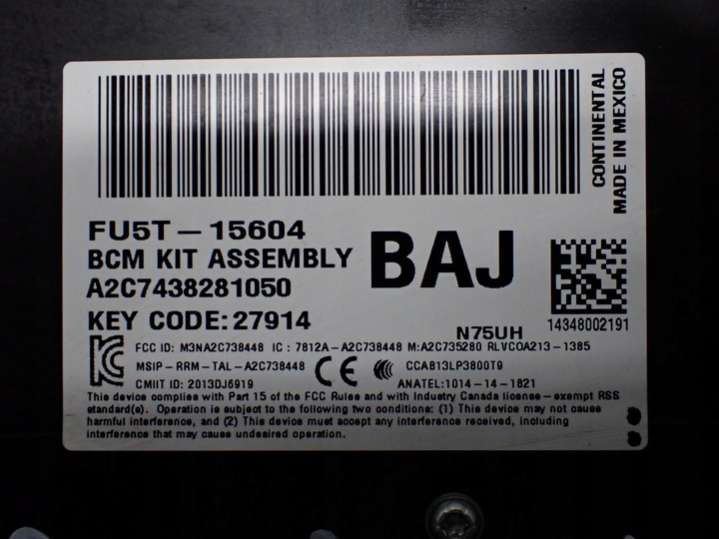 CONTINENTAL
MADE IN MEXICO
FU5T-15604
BCM KIT ASSEMBLY
BAJ
A2C7438281050
KEY CODE:27914
N75UH
14348002191
FCC ID: M3NA2C738448 IC : 7812A-A2C738448 M:A2C735280 RLVCOA213-1385
MSIP-RRM-TAL-A2C738448 CE CCAB13LP3800T9
CMIIT ID: 2013DJ6919 ANATEL:1014-14-1821
This device complies with Part 15 of the FCC Rules and with Industry Canada license-exempt RSS
standard(s). Operation is subject to the following two conditions: (1) This device may not cause
harmful interference, and (2) This device must accept any interference received, including
interference that may cause undesired operation.